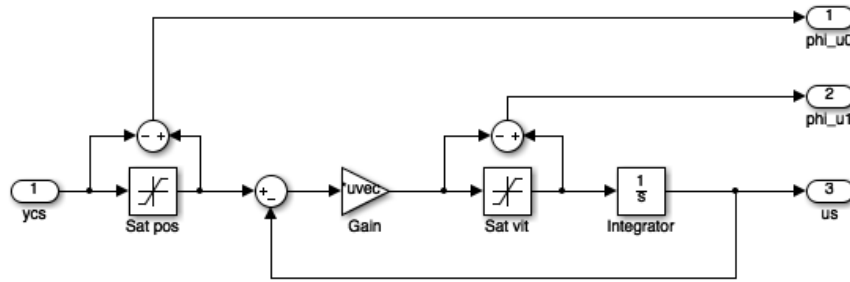 1
phi_u0
2
phi_u1
- +
- +
1
ycs
Sat pos
+
-
*uvec
Gain
Sat vit
1
s
Integrator
3
us